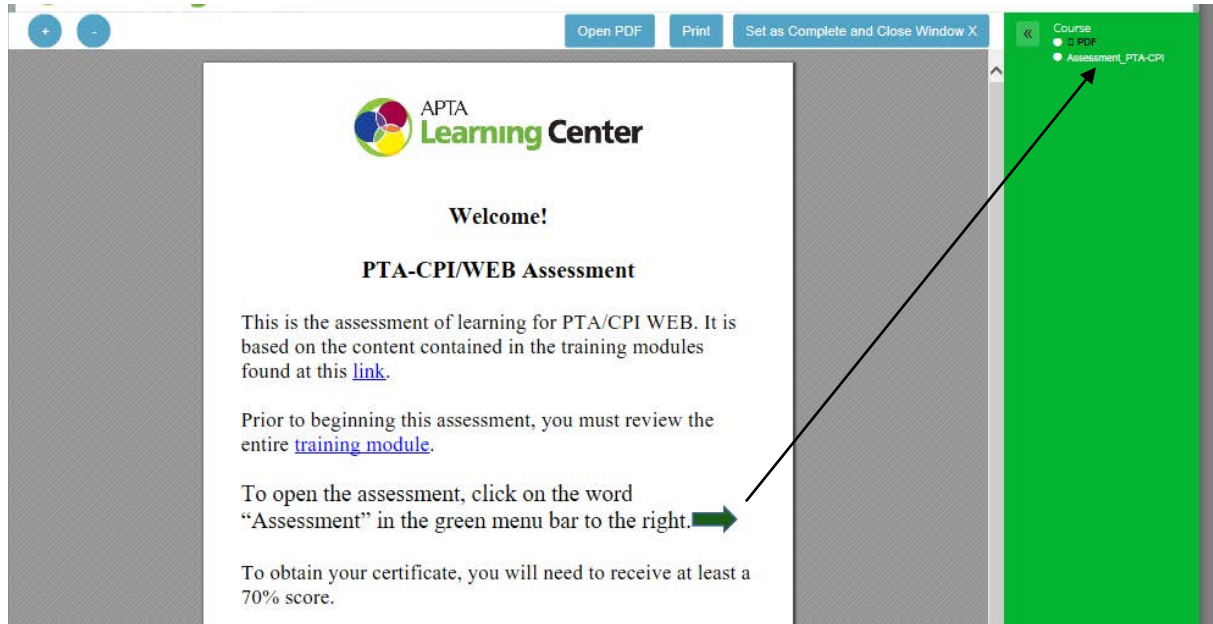 +
-
Open PDF
Print
Set as Complete and Close Window X
«
Course
PDF
Assessment_PTA-CPI
APTA
Learning Center
Welcome!
PTA-CPI/WEB Assessment
This is the assessment of learning for PTA/CPI WEB. It is
based on the content contained in the training modules
found at this link.
Prior to beginning this assessment, you must review the
entire training module.
To open the assessment, click on the word
“Assessment” in the green menu bar to the right.
To obtain your certificate, you will need to receive at least a
70% score.